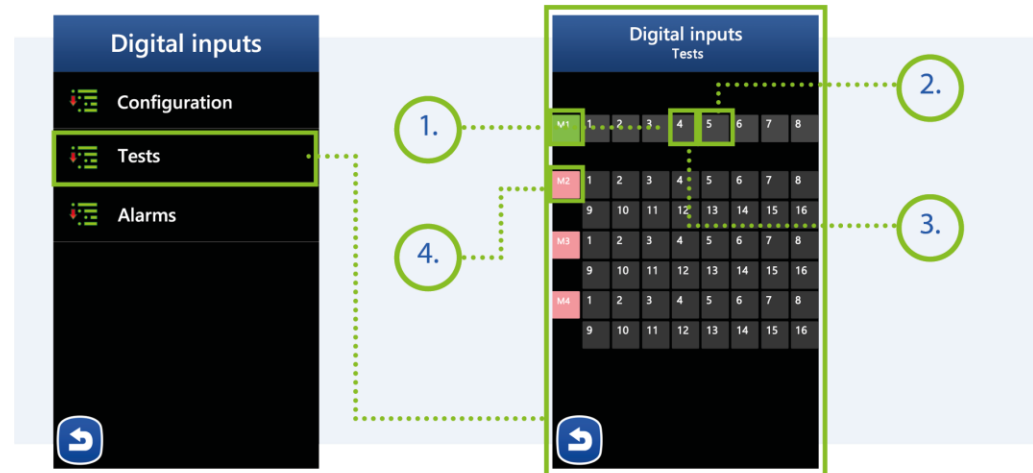 Digital inputs
Configuration
Tests
Alarms
Digital inputs
Tests
1.
2.
3.
4.
M1 1 2 3 4 5 6 7 8
M2 1 2 3 4 5 6 7 8
9 10 11 12 13 14 15 16
M3 1 2 3 4 5 6 7 8
9 10 11 12 13 14 15 16
M4 1 2 3 4 5 6 7 8
9 10 11 12 13 14 15 16